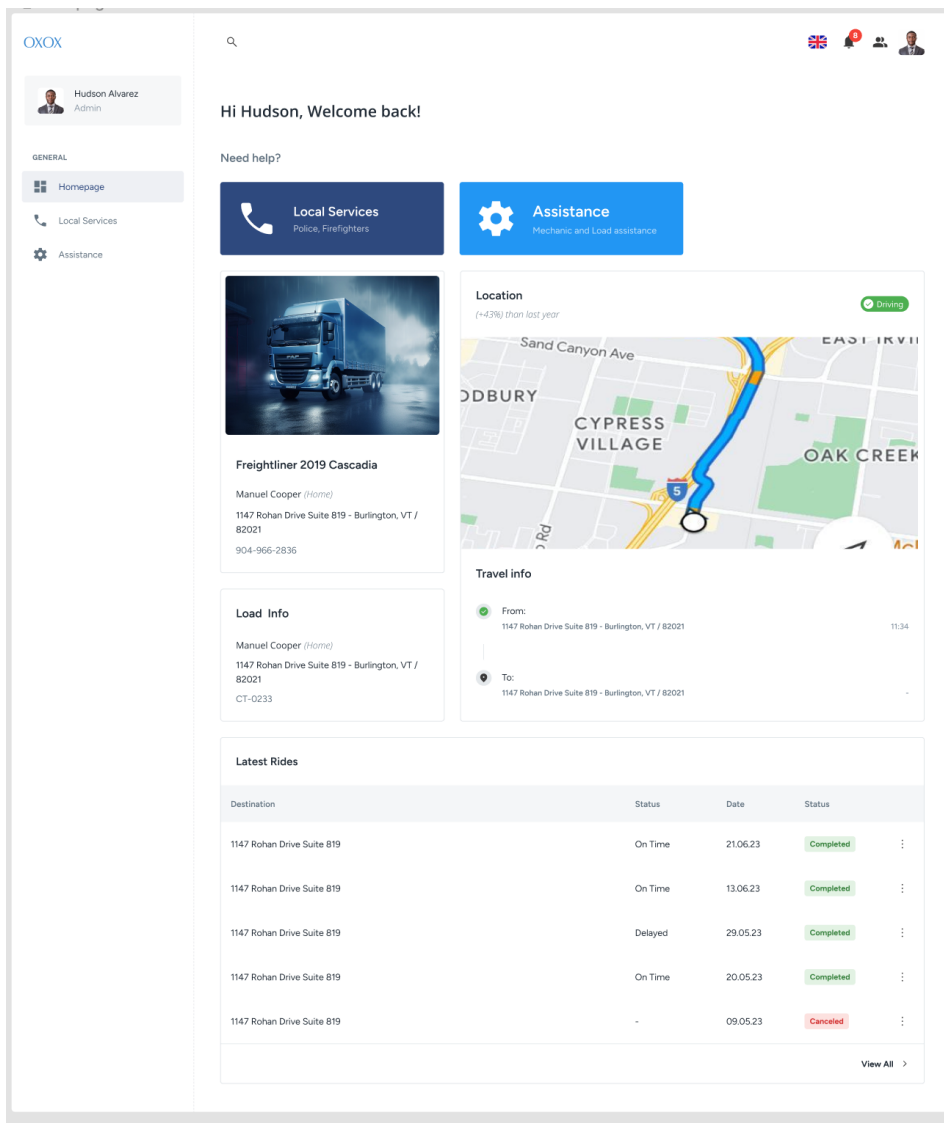 OXOX
8
Hudson Alvarez
Admin
Hi Hudson, Welcome back!
GENERAL
Need help?
Homepage
Local Services
Assistance
Local Services
Police, Firefighters
Assistance
Mechanic and Load assistance
DAF
Freightliner 2019 Cascadia
Manuel Cooper (Home)
1147 Rohan Drive Suite 819 - Burlington, VT /
82021
904-966-2836
Load Info
Manuel Cooper (Home)
1147 Rohan Drive Suite 819 - Burlington, VT /
82021
CT-0233
Location
(+43%) than last year
Driving
Sand Canyon Ave
EAST IRVI
ODBURY
CYPRESS
VILLAGE
OAK CREEK
5
Rd
Travel info
From:
1147 Rohan Drive Suite 819 - Burlington, VT / 82021
11:34
To:
1147 Rohan Drive Suite 819 - Burlington, VT / 82021
-
Latest Rides
Destination Status Date Status
1147 Rohan Drive Suite 819 On Time 21.06.23 Completed
1147 Rohan Drive Suite 819 On Time 13.06.23 Completed
1147 Rohan Drive Suite 819 Delayed 29.05.23 Completed
1147 Rohan Drive Suite 819 On Time 20.05.23 Completed
1147 Rohan Drive Suite 819 - 09.05.23 Canceled
View All >